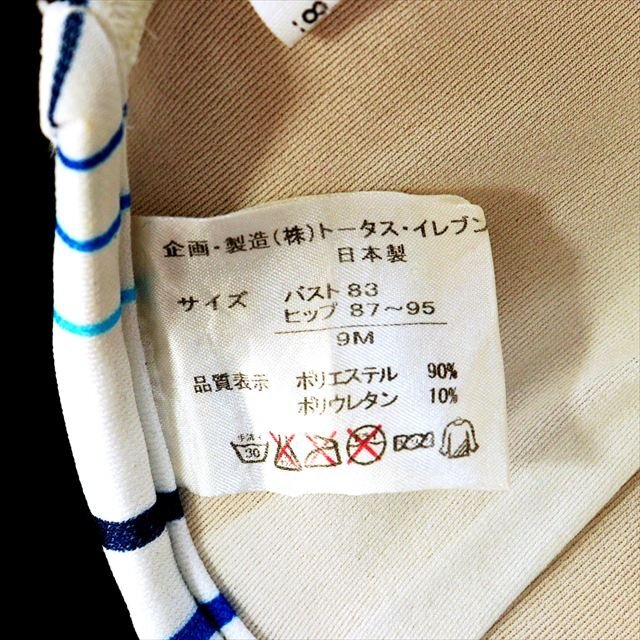 8
企画・製造(株)トータス・イレブン
日本製
サイズ バスト 83
ヒップ 87〜95
9M
品質表示 ポリエステル 90%
ポリウレタン 10%
30